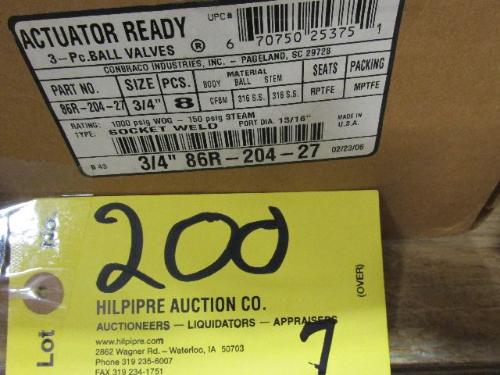 ACTUATOR READY
3-Pc. BALL VALVES ®
UPC# 6 70750 25375 1
CONBRACO INDUSTRIES, INC. - PAGELAND, SC 29728
PART NO. SIZE PCS. MATERIAL BODY BALL STEM SEATS PACKING
86R-204-27 3/4" 8 CF8M 316 S.S. 316 S.S. RPTFE MPTFE
RATING: 1000 psig WOG - 150 psig STEAM
TYPE: SOCKET WELD PORT DIA. 13/16" MADE IN U.S.A.
B 43 3/4" 86R-204-27 02/23/06
Lot No.
200
(OVER)
HILPIPRE AUCTION CO.
AUCTIONEERS — LIQUIDATORS — APPRAISERS
www.hilpipre.com
2862 Wagner Rd. – Waterloo, IA 50703
Phone 319 235-6007
FAX 319 234-1751
7